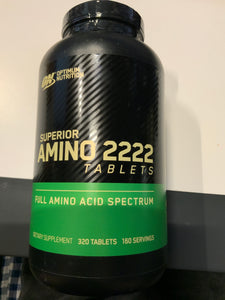 ON OPTIMUM
NUTRITION
SUPERIOR
AMINO 2222
TABLETS
FULL AMINO ACID SPECTRUM
DIETARY SUPPLEMENT 320 TABLETS 160 SERVINGS